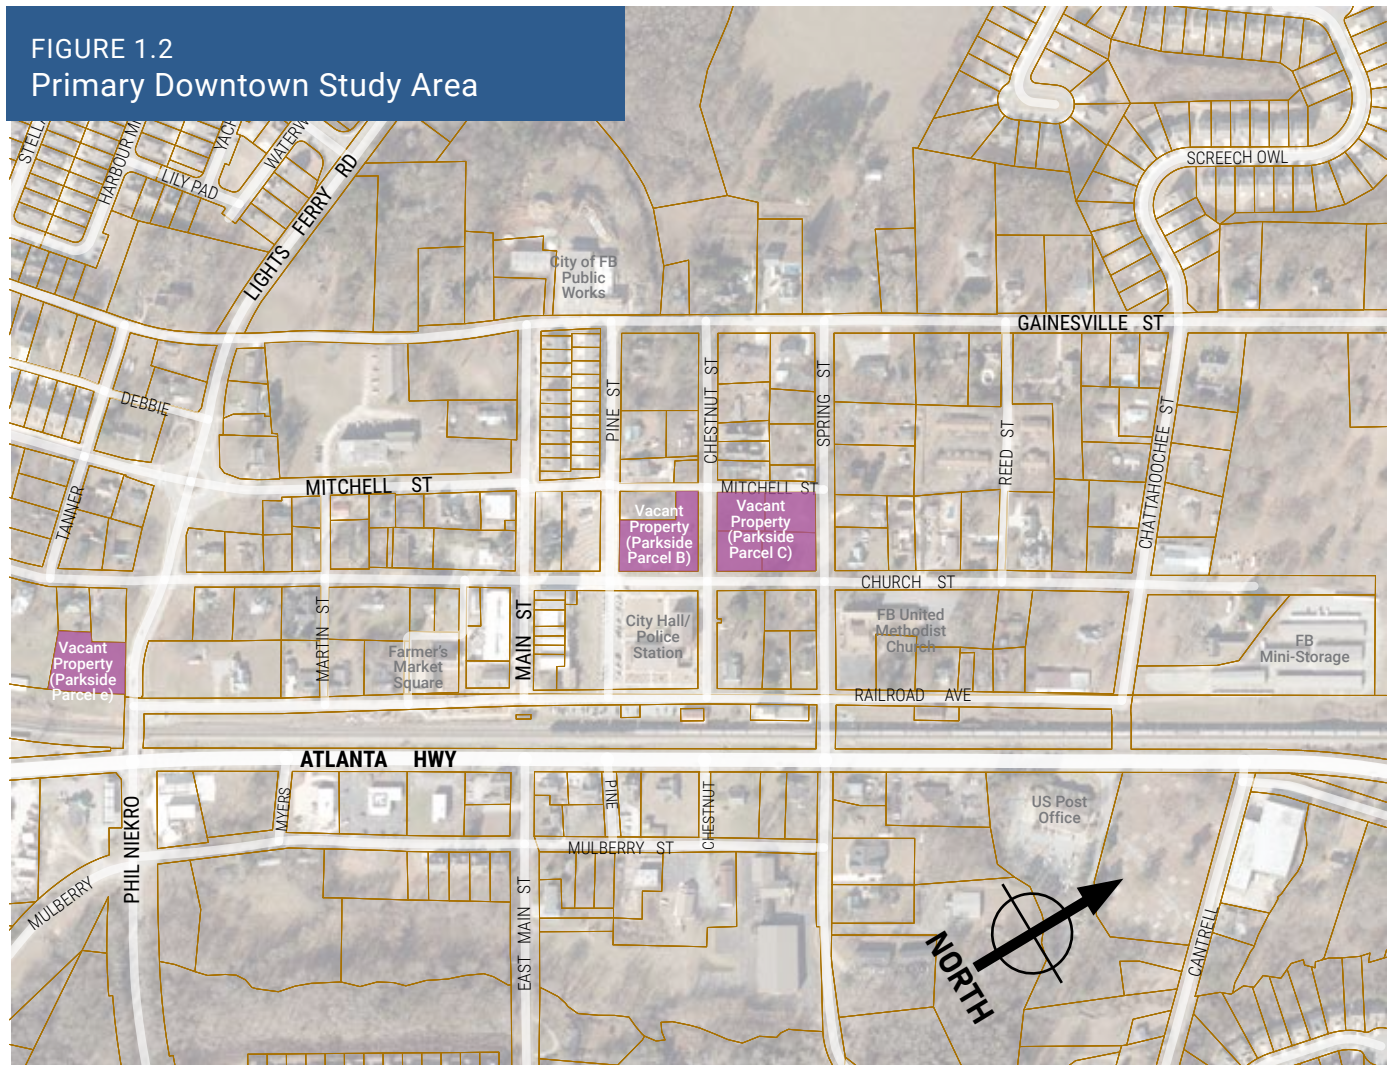 FIGURE 1.2
Primary Downtown Study Area
LILY PAD
LIGHTS FERRY RD
SCREECH OWL
City of FB
Public
Works
GAINESVILLE ST
DEBBIE
PINE ST
CHESTNUT ST
SPRING ST
REED ST
CHATTAHOOCHEE ST
TANNER
MITCHELL ST
MITCHELL ST
Vacant
Property
(Parkside
Parcel B)
Vacant
Property
(Parkside
Parcel C)
CHURCH ST
MARTIN ST
MAIN ST
Vacant
Property
(Parkside
Parcel e)
Farmer's
Market
Square
City Hall/
Police
Station
FB United
Methodist
Church
FB
Mini-Storage
RAILROAD AVE
ATLANTA HWY
MYERS
PINE
CHESTNUT
US Post
Office
PHIL NIEKRO
MULBERRY ST
MULBERRY
EAST MAIN ST
CANTRELL
NORTH